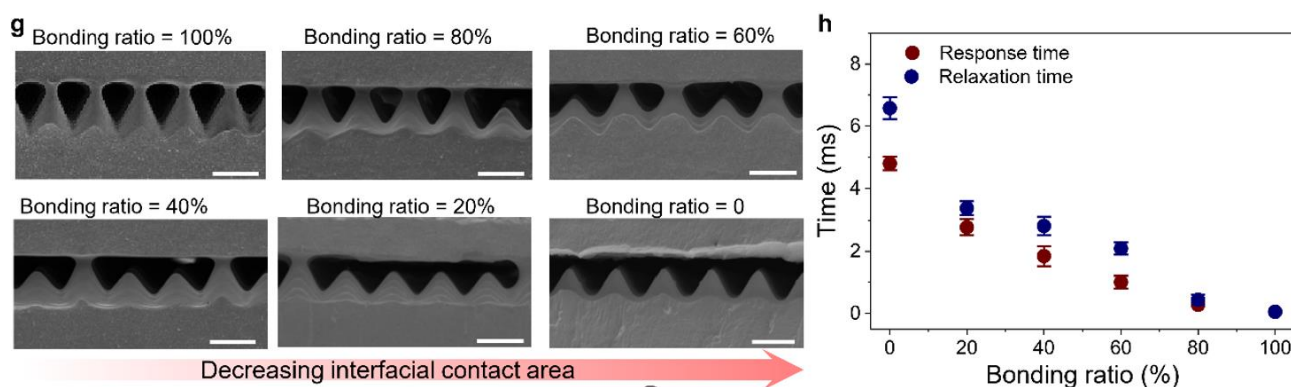 g
Bonding ratio = 100%
Bonding ratio = 80%
Bonding ratio = 60%
Bonding ratio = 40%
Bonding ratio = 20%
Bonding ratio = 0
Decreasing interfacial contact area
h
Response time
Relaxation time
Time (ms)
8
6
4
2
0
0 20 40 60 80 100
Bonding ratio (%)